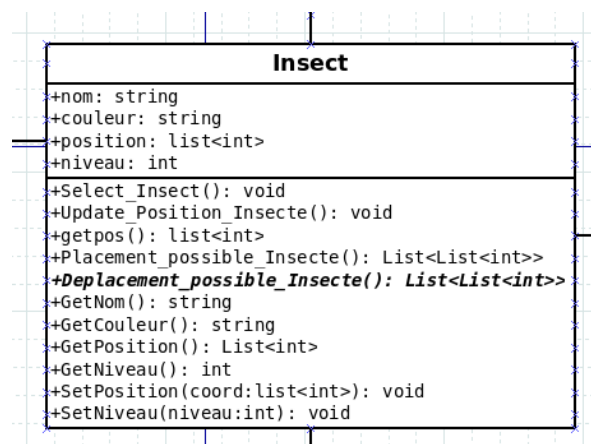 Insect
+nom: string
+couleur: string
+position: list<int>
+niveau: int
+Select_Insect(): void
+Update_Position_Insecte(): void
+getpos(): list<int>
+Placement_possible_Insecte(): List<List<int>>
+Deplacement_possible_Insecte(): List<List<int>>
+GetNom(): string
+GetCouleur(): string
+GetPosition(): List<int>
+GetNiveau(): int
+SetPosition(coord:list<int>): void
+SetNiveau(niveau:int): void